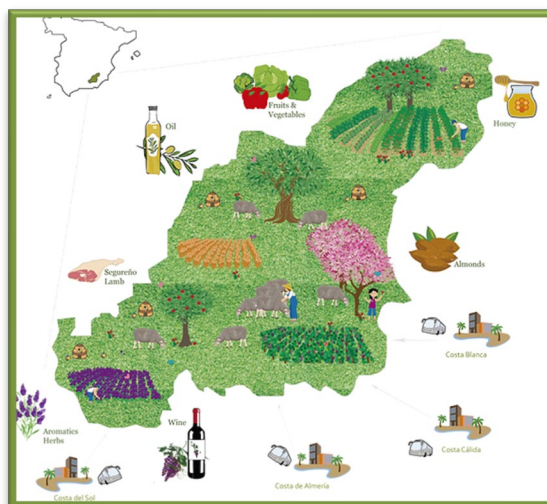 Fruits &
Vegetables
Honey
Oil
Segureño
Lamb
Almonds
Costa Blanca
Aromatics
Herbs
Wine
Costa Cálida
Costa del Sol
Costa de Almería